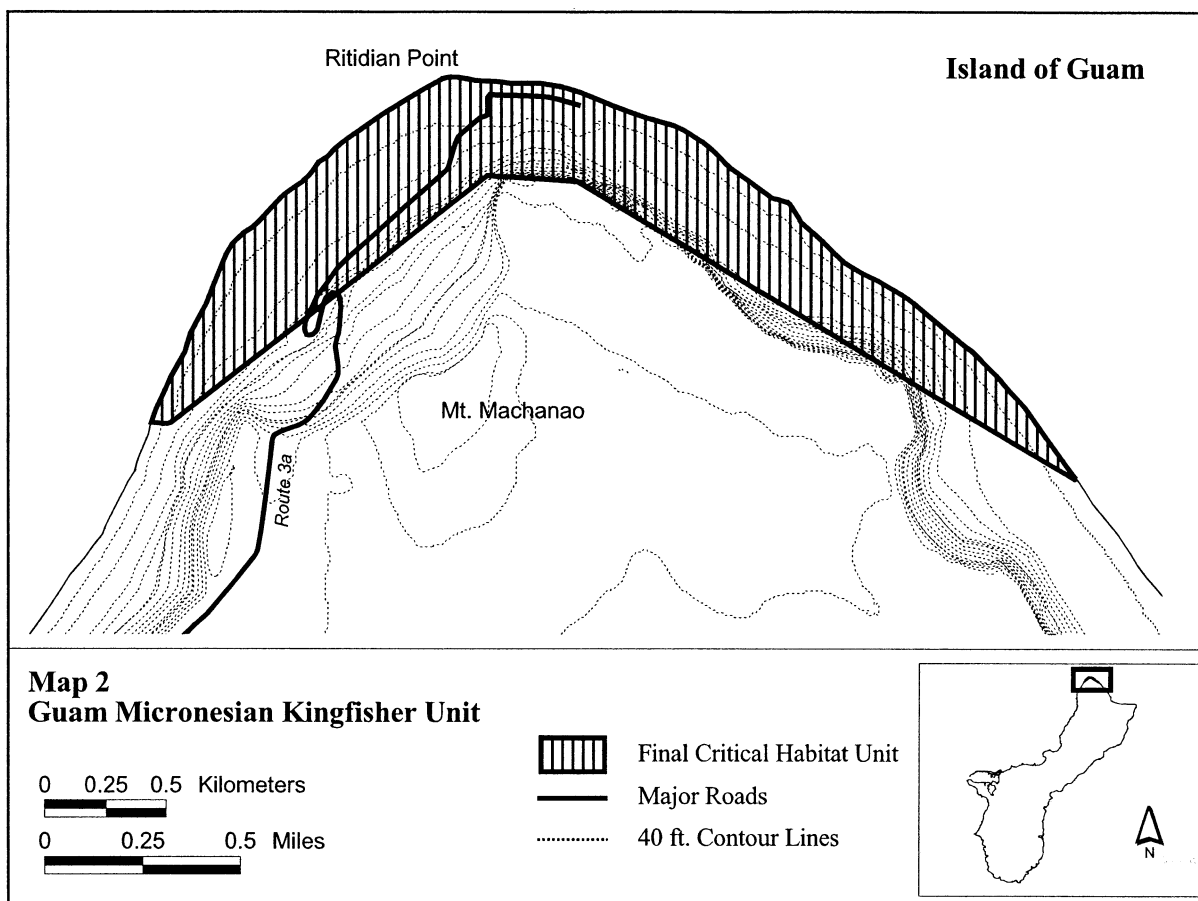 Ritidian Point
Island of Guam
Mt. Machanao
Route 3a
Map 2
Guam Micronesian Kingfisher Unit
0 0.25 0.5 Kilometers
0 0.25 0.5 Miles
Final Critical Habitat Unit
Major Roads
40 ft. Contour Lines
N